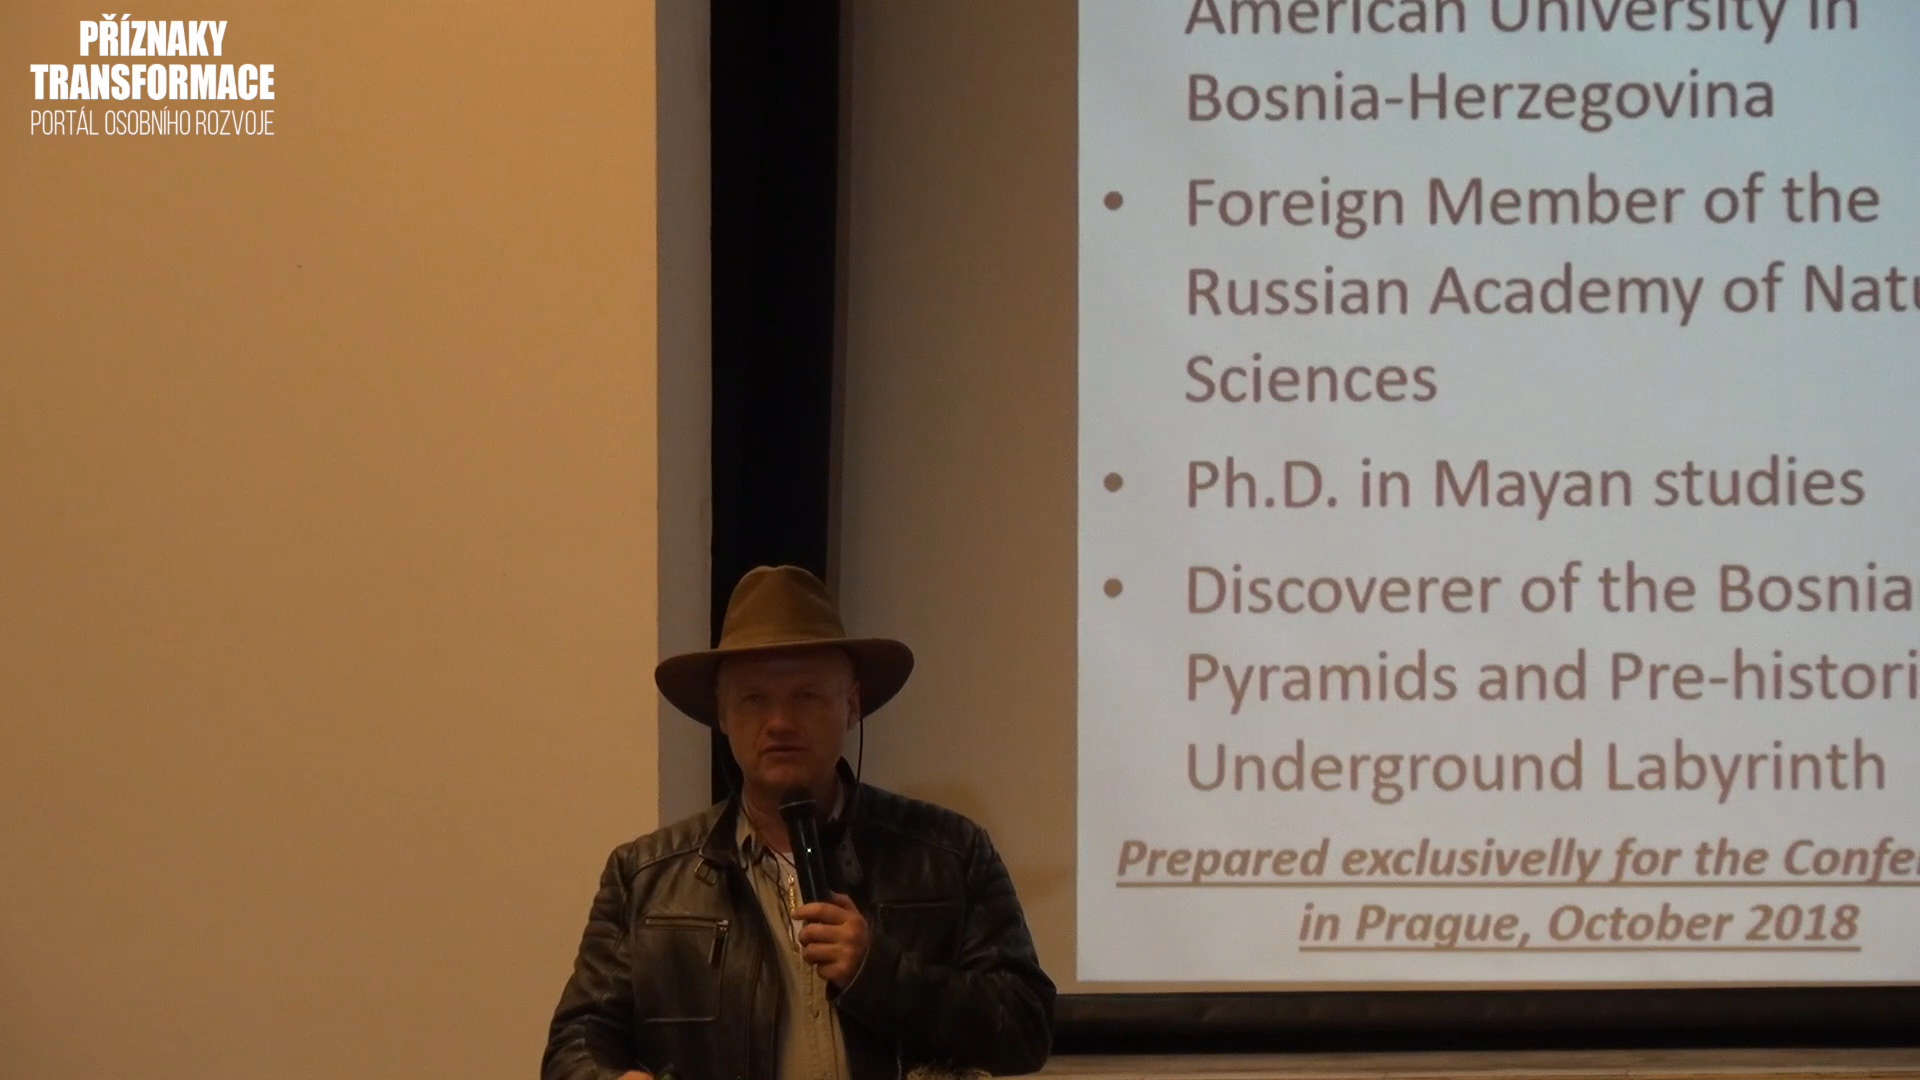 PŘÍZNAKY
TRANSFORMACE
PORTÁL OSOBNÍHO ROZVOJE
American University in
Bosnia-Herzegovina
• Foreign Member of the
Russian Academy of Natu
Sciences
• Ph.D. in Mayan studies
• Discoverer of the Bosnia
Pyramids and Pre-histori
Underground Labyrinth
Prepared exclusivelly for the Confe
in Prague, October 2018